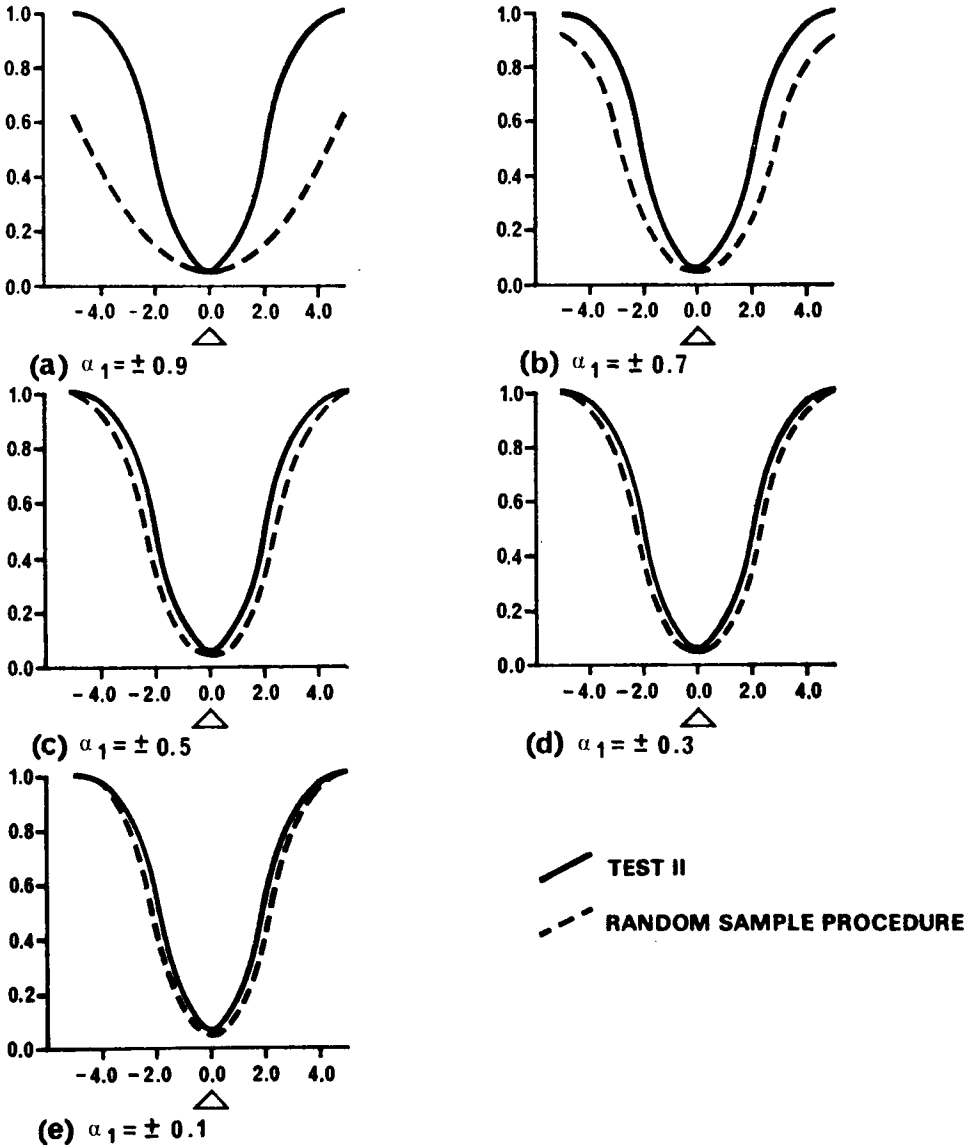 1.0
0.8
0.6
0.4
0.2
0.0
-4.0 -2.0 0.0 2.0 4.0
(a) α1 = ± 0.9
1.0
0.8
0.6
0.4
0.2
0.0
-4.0 -2.0 0.0 2.0 4.0
(b) α1 = ± 0.7
1.0
0.8
0.6
0.4
0.2
0.0
-4.0 -2.0 0.0 2.0 4.0
(c) α1 = ± 0.5
1.0
0.8
0.6
0.4
0.2
0.0
-4.0 -2.0 0.0 2.0 4.0
(d) α1 = ± 0.3
1.0
0.8
0.6
0.4
0.2
0.0
-4.0 -2.0 0.0 2.0 4.0
(e) α1 = ± 0.1
TEST II
RANDOM SAMPLE PROCEDURE